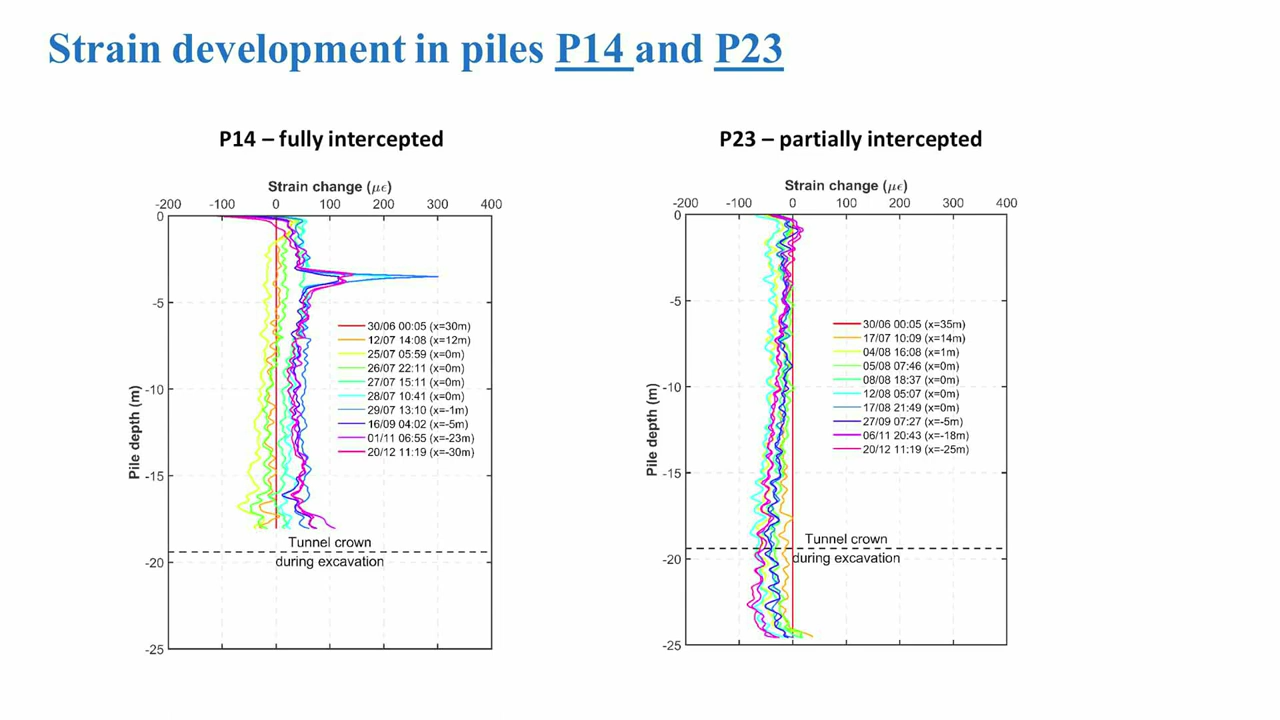 Strain development in piles P14 and P23
P14 – fully intercepted
Strain change (με)
-200 -100 0 100 200 300 400
0
-5
-10
-15
-20
-25
Pile depth (m)
30/06 00:05 (x=30m)
12/07 14:08 (x=12m)
25/07 05:59 (x=0m)
26/07 22:11 (x=0m)
27/07 15:11 (x=0m)
28/07 10:41 (x=0m)
29/07 13:10 (x=-1m)
16/09 04:02 (x=-5m)
01/11 06:55 (x=-23m)
20/12 11:19 (x=-30m)
Tunnel crown
during excavation
P23 – partially intercepted
Strain change (με)
-200 -100 0 100 200 300 400
0
-5
-10
-15
-20
-25
Pile depth (m)
30/06 00:05 (x=35m)
17/07 10:09 (x=14m)
04/08 16:08 (x=1m)
05/08 07:46 (x=0m)
08/08 18:37 (x=0m)
12/08 05:07 (x=0m)
17/08 21:49 (x=0m)
27/09 07:27 (x=-5m)
06/11 20:43 (x=-18m)
20/12 11:19 (x=-25m)
Tunnel crown
during excavation